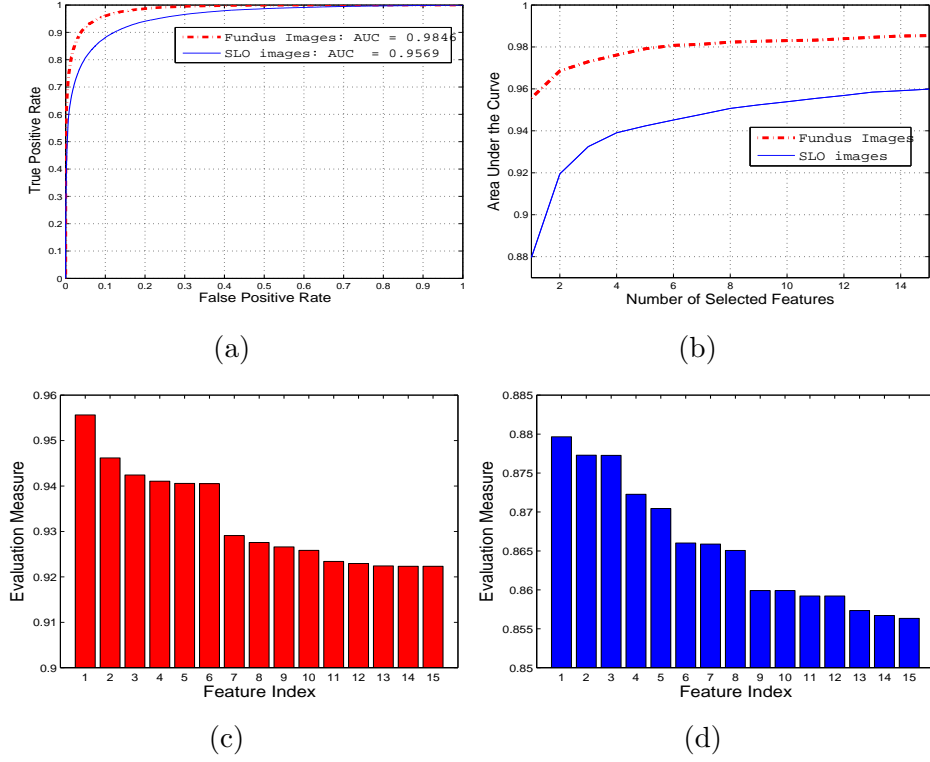 1
0.9
0.8
0.7
0.6
0.5
0.4
0.3
0.2
0.1
0
True Positive Rate
Fundus Images: AUC = 0.9846
SLO images: AUC = 0.9569
0 0.1 0.2 0.3 0.4 0.5 0.6 0.7 0.8 0.9 1
False Positive Rate
(a)
1
0.98
0.96
0.94
0.92
0.9
0.88
Area Under the Curve
Fundus Images
SLO images
2 4 6 8 10 12 14
Number of Selected Features
(b)
0.96
0.95
0.94
0.93
0.92
0.91
0.9
Evaluation Measure
1 2 3 4 5 6 7 8 9 10 11 12 13 14 15
Feature Index
(c)
0.885
0.88
0.875
0.87
0.865
0.86
0.855
0.85
Evaluation Measure
1 2 3 4 5 6 7 8 9 10 11 12 13 14 15
Feature Index
(d)